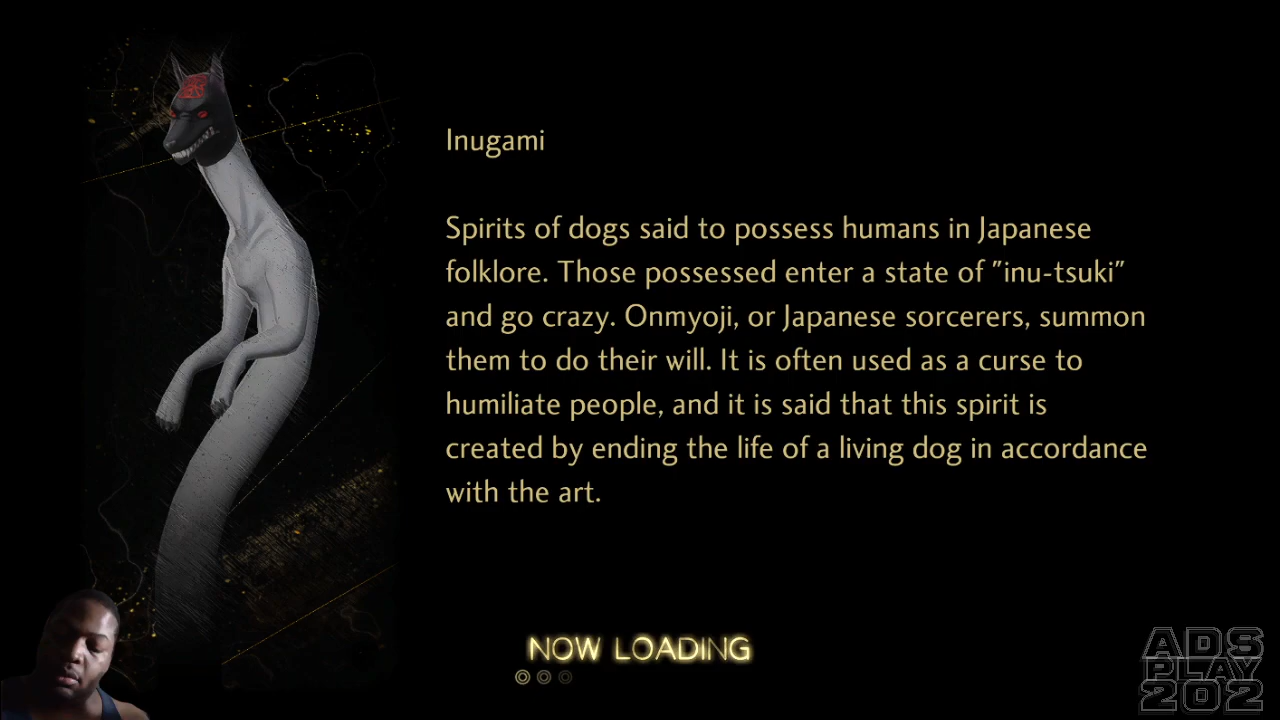 Inugami
Spirits of dogs said to possess humans in Japanese
folklore. Those possessed enter a state of "inu-tsuki"
and go crazy. Onmyoji, or Japanese sorcerers, summon
them to do their will. It is often used as a curse to
humiliate people, and it is said that this spirit is
created by ending the life of a living dog in accordance
with the art.
NOW LOADING
ADS
PLAY
202